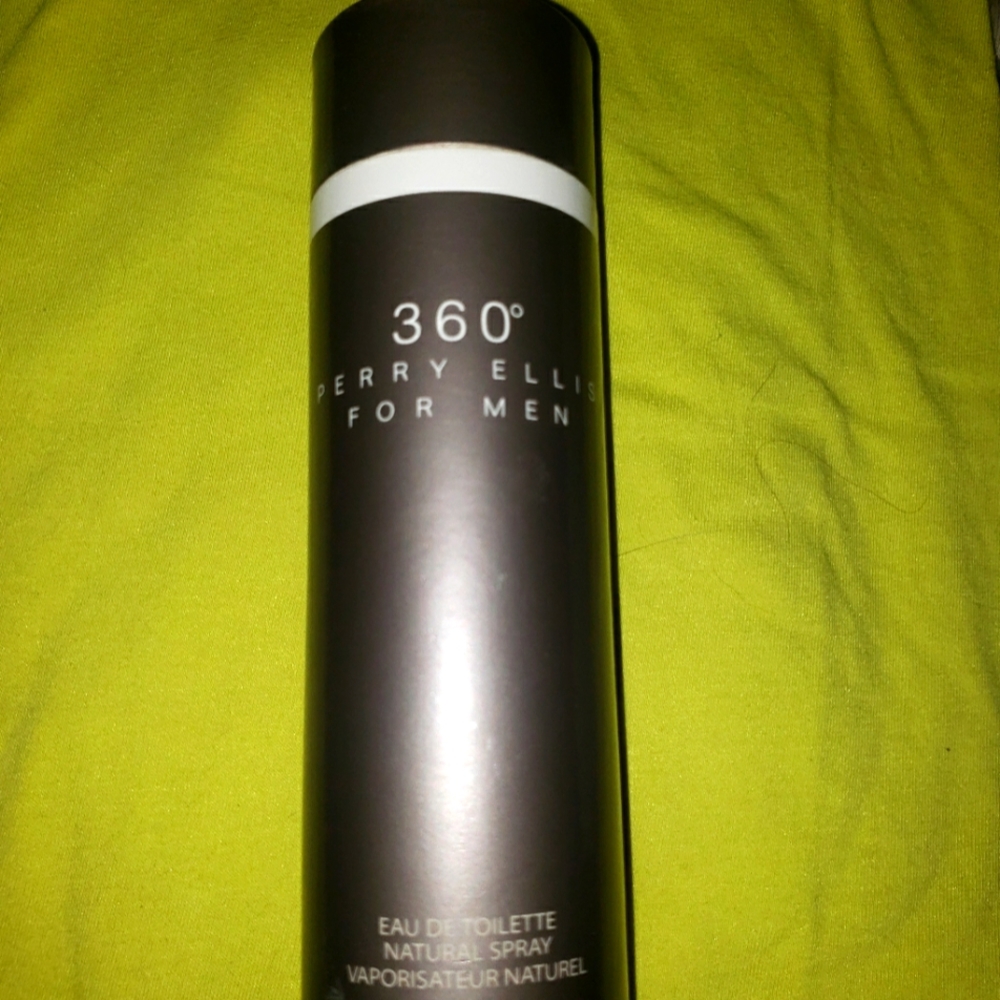 360°
PERRY ELLIS
FOR MEN
EAU DE TOILETTE
NATURAL SPRAY
VAPORISATEUR NATUREL